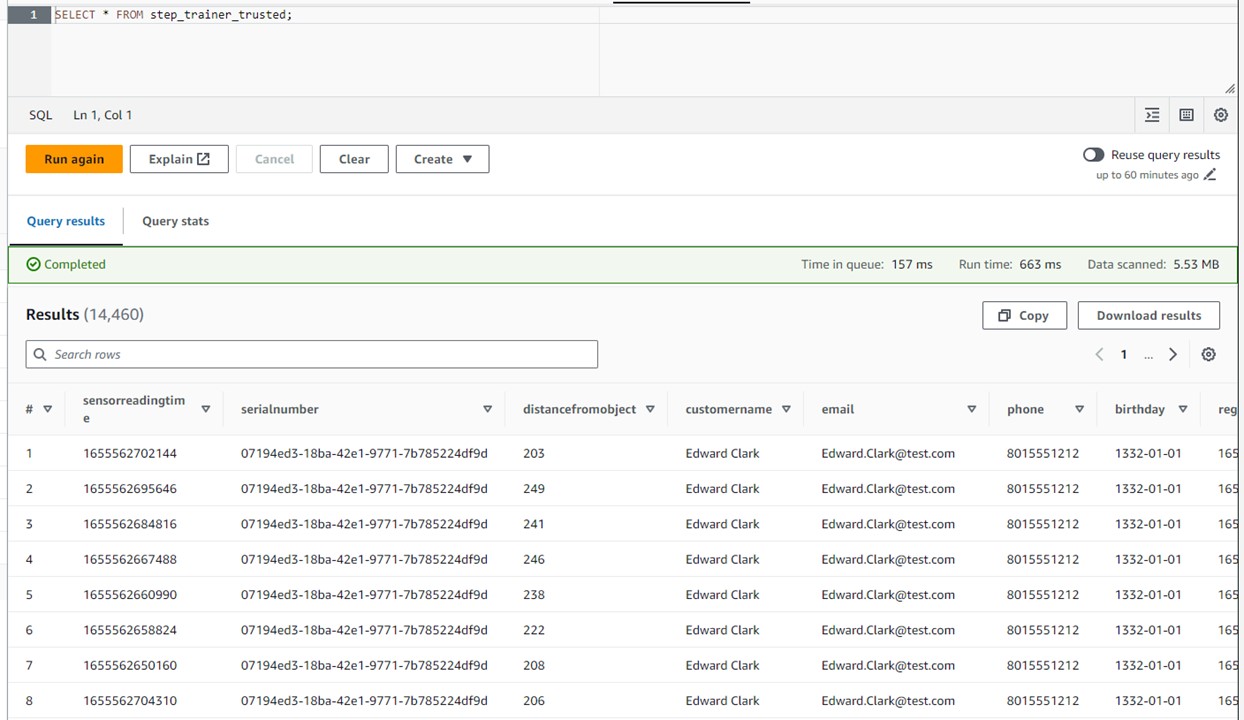 1 SELECT * FROM step_trainer_trusted;
SQL Ln 1, Col 1
Run again Explain Cancel Clear Create Reuse query results
up to 60 minutes ago
Query results Query stats
Completed Time in queue: 157 ms Run time: 663 ms Data scanned: 5.53 MB
Results (14,460) Copy Download results
Search rows 1 ...
# sensorreadingtime serialnumber distancefromobject customername email phone birthday reg
1 1655562702144 07194ed3-18ba-42e1-9771-7b785224df9d 203 Edward Clark Edward.Clark@test.com 8015551212 1332-01-01 165
2 1655562695646 07194ed3-18ba-42e1-9771-7b785224df9d 249 Edward Clark Edward.Clark@test.com 8015551212 1332-01-01 165
3 1655562684816 07194ed3-18ba-42e1-9771-7b785224df9d 241 Edward Clark Edward.Clark@test.com 8015551212 1332-01-01 165
4 1655562667488 07194ed3-18ba-42e1-9771-7b785224df9d 246 Edward Clark Edward.Clark@test.com 8015551212 1332-01-01 165
5 1655562660990 07194ed3-18ba-42e1-9771-7b785224df9d 238 Edward Clark Edward.Clark@test.com 8015551212 1332-01-01 165
6 1655562658824 07194ed3-18ba-42e1-9771-7b785224df9d 222 Edward Clark Edward.Clark@test.com 8015551212 1332-01-01 165
7 1655562650160 07194ed3-18ba-42e1-9771-7b785224df9d 208 Edward Clark Edward.Clark@test.com 8015551212 1332-01-01 165
8 1655562704310 07194ed3-18ba-42e1-9771-7b785224df9d 206 Edward Clark Edward.Clark@test.com 8015551212 1332-01-01 165